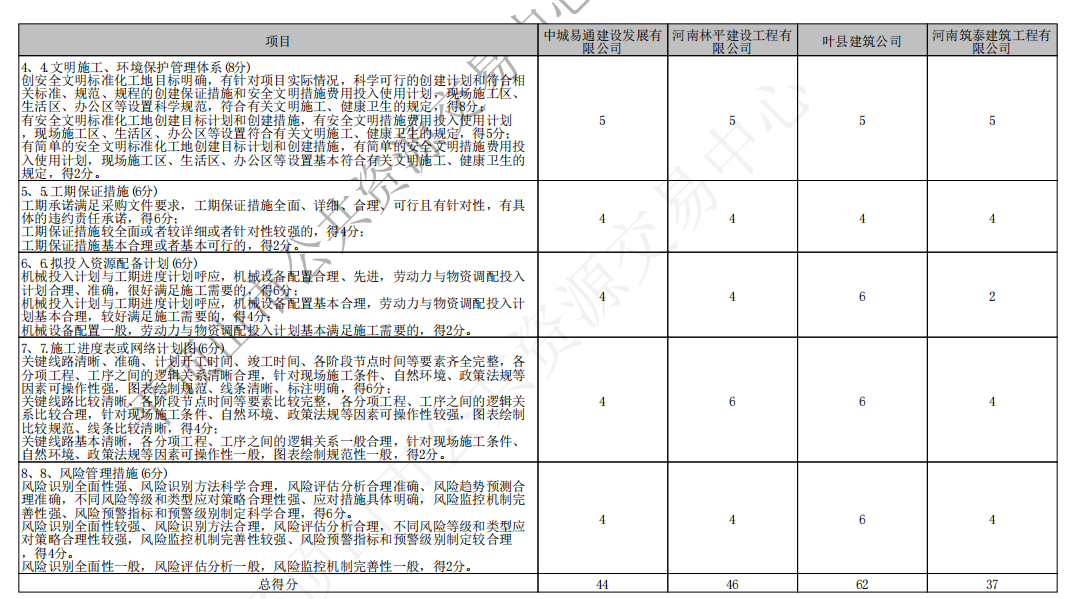 项目
中城易通建设发展有
限公司
河南林平建设工程有
限公司
叶县建筑公司
河南筑泰建筑工程有
限公司
4、4.文明施工、环境保护管理体系(8分)
创安全文明标准化工地目标明确，有针对项目实际情况，科学可行的创建计划和符合相
关标准、规范、规程的创建保证措施和安全文明措施费用投入使用计划，现场施工区、
生活区、办公区等设置科学规范，符合有关文明施工、健康卫生的规定，得8分。
有安全文明标准化工地创建目标计划和创建措施，有安全文明措施费用投入使用计划
，现场施工区、生活区、办公区等设置符合有关文明施工、健康卫生的规定，得5分；
有简单的安全文明标准化工地创建目标计划和创建措施，有简单的安全文明措施费用投
入使用计划，现场施工区、生活区、办公区等设置基本符合有关文明施工、健康卫生的
规定，得2分。
5
5
5
5
5、5.工期保证措施(6分)
工期承诺满足采购文件要求，工期保证措施全面、详细、合理、可行且有针对性，有具
体的违约责任承诺，得6分；
工期保证措施较全面或者较详细或者针对性较强的，得4分；
工期保证措施基本合理或者基本可行的，得2分。
4
4
4
4
6、6.拟投入资源配备计划(6分)
机械投入计划与工期进度计划呼应，机械设备配置合理、先进，劳动力与物资调配投入
计划合理、准确，很好满足施工需要的，得6分；
机械投入计划与工期进度计划呼应，机械设备配置基本合理，劳动力与物资调配投入计
划基本合理，较好满足施工需要的，得4分；
机械设备配置一般，劳动力与物资调配投入计划基本满足施工需要的，得2分。
4
4
6
2
7、7.施工进度表或网络计划图(6分)
关键线路清晰、准确、计划开工时间、竣工时间、各阶段节点时间等要素齐全完整，各
分项工程、工序之间的逻辑关系清晰合理，针对现场施工条件、自然环境、政策法规等
因素可操作性强，图表绘制规范、线条清晰、标注明确，得6分；
关键线路比较清晰、各阶段节点时间等要素比较完整，各分项工程、工序之间的逻辑关
系比较合理，针对现场施工条件、自然环境、政策法规等因素可操作性较强，图表绘制
比较规范、线条比较清晰，得4分；
关键线路基本清晰，各分项工程、工序之间的逻辑关系一般合理，针对现场施工条件、
自然环境、政策法规等因素可操作性一般，图表绘制规范性一般，得2分。
4
6
6
4
8、8、风险管理措施(6分)
风险识别全面性强、风险识别方法科学合理，风险评估分析合理准确、风险趋势预测合
理准确，不同风险等级和类型应对策略合理性强、应对措施具体明确，风险监控机制完
善性强、风险预警指标和预警级别制定科学合理，得6分。
风险识别全面性较强、风险识别方法合理，风险评估分析合理，不同风险等级和类型应
对策略合理性较强，风险监控机制完善性较强、风险预警指标和预警级别制定较合理
，得4分。
风险识别全面性一般，风险评估分析一般，风险监控机制完善性一般，得2分。
4
4
6
4
总得分
44
46
62
37
平顶山市公共资源交易中心
顶山市公共资源交易中心